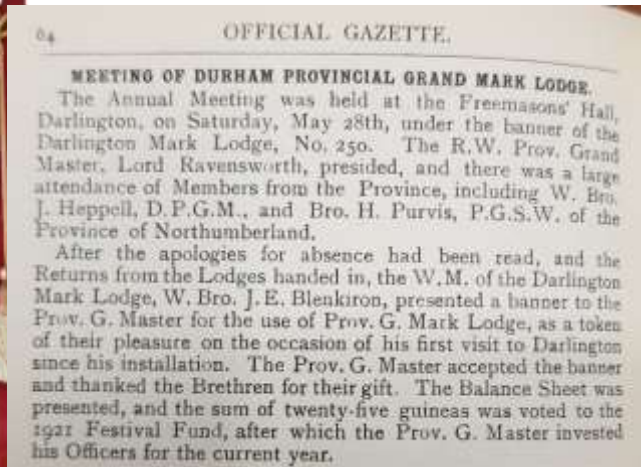 64 OFFICIAL GAZETTE.
MEETING OF DURHAM PROVINCIAL GRAND MARK LODGE.
The Annual Meeting was held at the Freemasons' Hall,
Darlington, on Saturday, May 28th, under the banner of the
Darlington Mark Lodge, No. 250. The R.W. Prov. Grand
Master, Lord Ravensworth, presided, and there was a large
attendance of Members from the Province, including W. Bro.
J. Heppell, D.P.G.M., and Bro. H. Purvis, P.G.S.W. of the
Province of Northumberland.
After the apologies for absence had been read, and the
Returns from the Lodges handed in, the W.M. of the Darlington
Mark Lodge, W. Bro. J. E. Blenkiron, presented a banner to the
Prov. G. Master for the use of Prov. G. Mark Lodge, as a token
of their pleasure on the occasion of his first visit to Darlington
since his installation. The Prov. G. Master accepted the banner
and thanked the Brethren for their gift. The Balance Sheet was
presented, and the sum of twenty-five guineas was voted to the
1921 Festival Fund, after which the Prov. G. Master invested
his Officers for the current year.